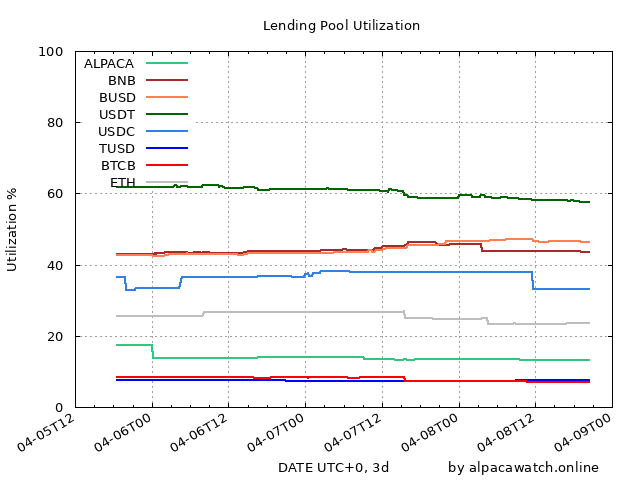 Lending Pool Utilization
100
80
60
40
20
0
Utilization %
ALPACA
BNB
BUSD
USDT
USDC
TUSD
BTCB
ETH
04-05T12
04-06T00
04-06T12
04-07T00
04-07T12
04-08T00
04-08T12
04-09T00
DATE UTC+0, 3d
by alpacawatch.online